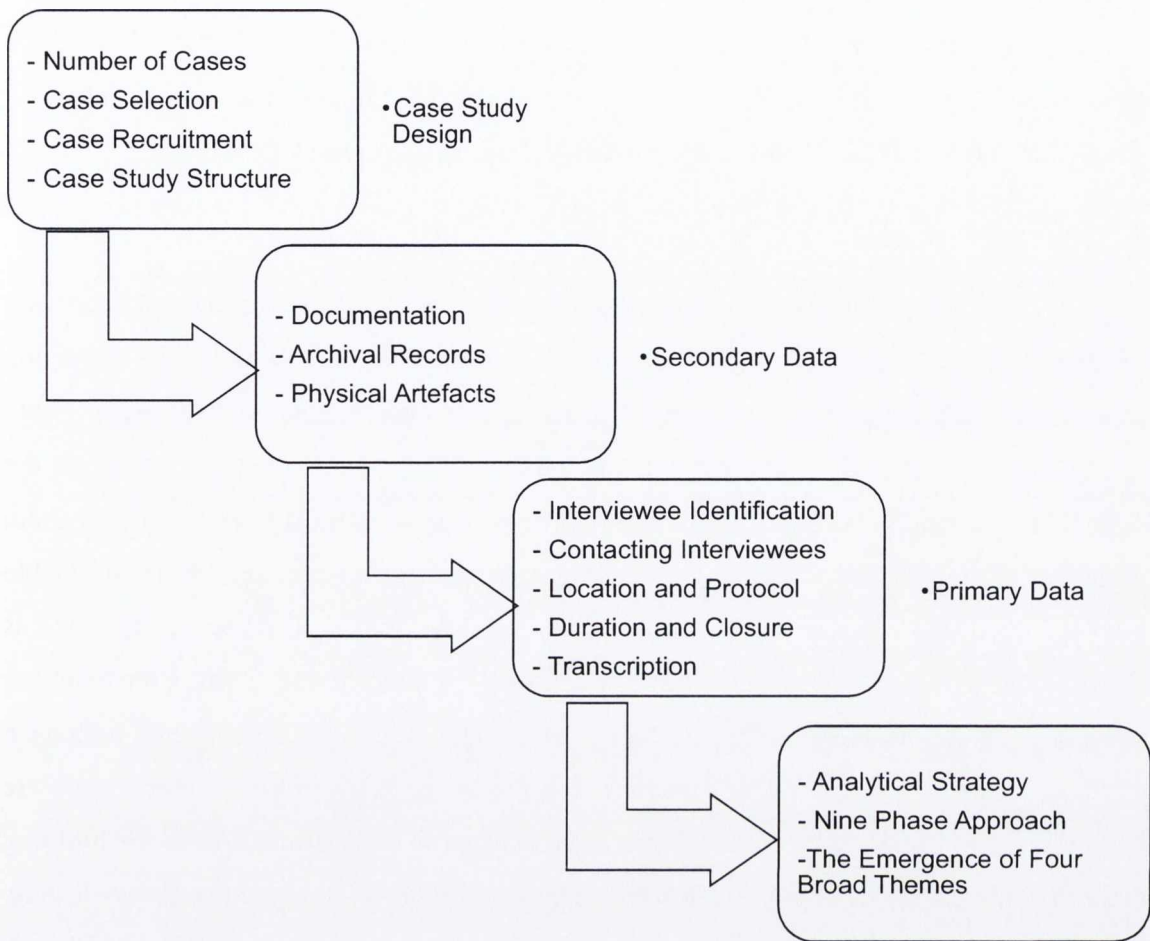 - Number of Cases
- Case Selection
- Case Recruitment
- Case Study Structure
•Case Study
Design
- Documentation
- Archival Records
- Physical Artefacts
•Secondary Data
- Interviewee Identification
- Contacting Interviewees
- Location and Protocol
- Duration and Closure
- Transcription
•Primary Data
- Analytical Strategy
- Nine Phase Approach
-The Emergence of Four
Broad Themes